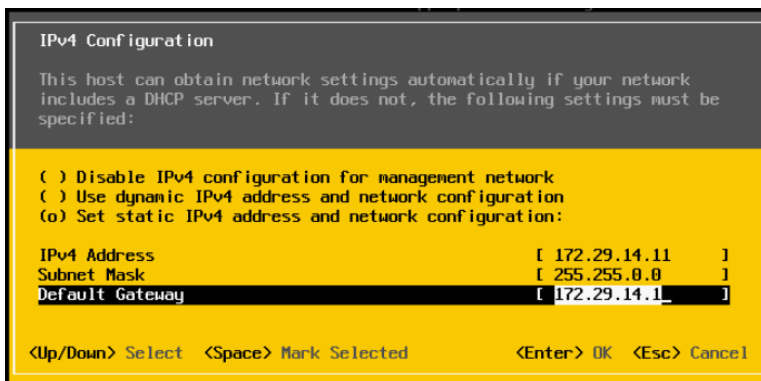 IPv4 Configuration
This host can obtain network settings automatically if your network
includes a DHCP server. If it does not, the following settings must be
specified:
( ) Disable IPv4 configuration for management network
( ) Use dynamic IPv4 address and network configuration
(o) Set static IPv4 address and network configuration:
IPv4 Address [ 172.29.14.11 ]
Subnet Mask [ 255.255.0.0 ]
Default Gateway [ 172.29.14.1_ ]
<Up/Down> Select <Space> Mark Selected <Enter> OK <Esc> Cancel